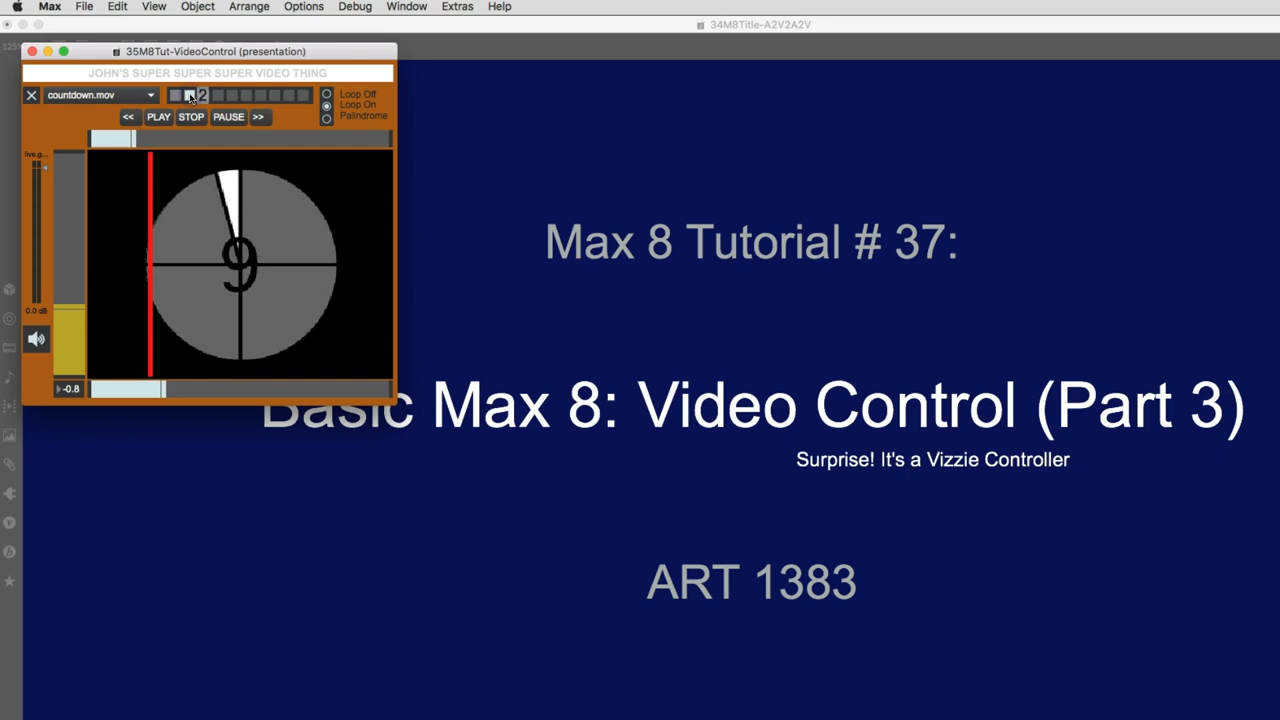 Max File Edit View Object Arrange Options Debug Window Extras Help
34M8Title-A2V2A2V
35M8Tut-VideoControl (presentation)
JOHN'S SUPER SUPER SUPER VIDEO THING
countdown.mov
2
Loop Off
Loop On
Palindrome
<< PLAY STOP PAUSE >>
live.g...
9
0.0 dB
-0.8
Max 8 Tutorial # 37:
Basic Max 8: Video Control (Part 3)
Surprise! It's a Vizzie Controller
ART 1383